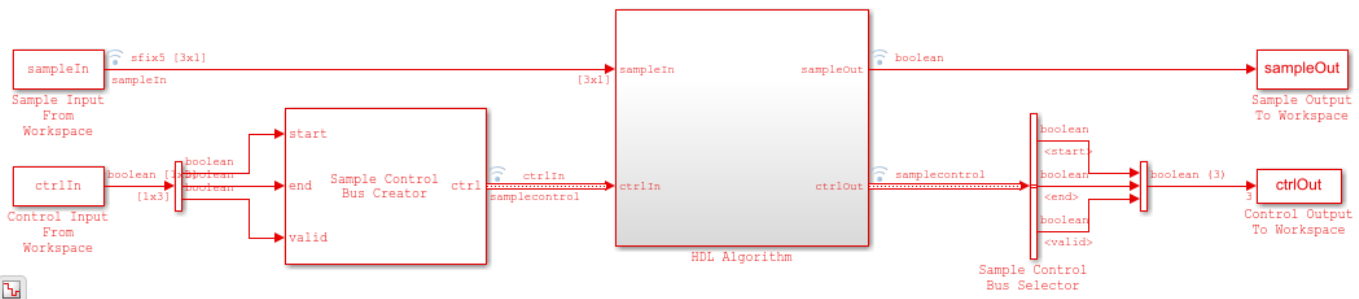 sampleIn
Sample Input
From
Workspace
sfix5 [3x1]
sampleIn
[3x1]
sampleIn
sampleOut
boolean
sampleOut
Sample Output
To Workspace
ctrlIn
Control Input
From
Workspace
boolean
[1x3]
boolean
boolean
start
end
valid
Sample Control
Bus Creator
ctrl
ctrlIn
samplecontrol
ctrlIn
ctrlOut
HDL Algorithm
samplecontrol
boolean
<start>
boolean
<end>
boolean
<valid>
Sample Control
Bus Selector
boolean (3)
3
ctrlOut
Control Output
To Workspace